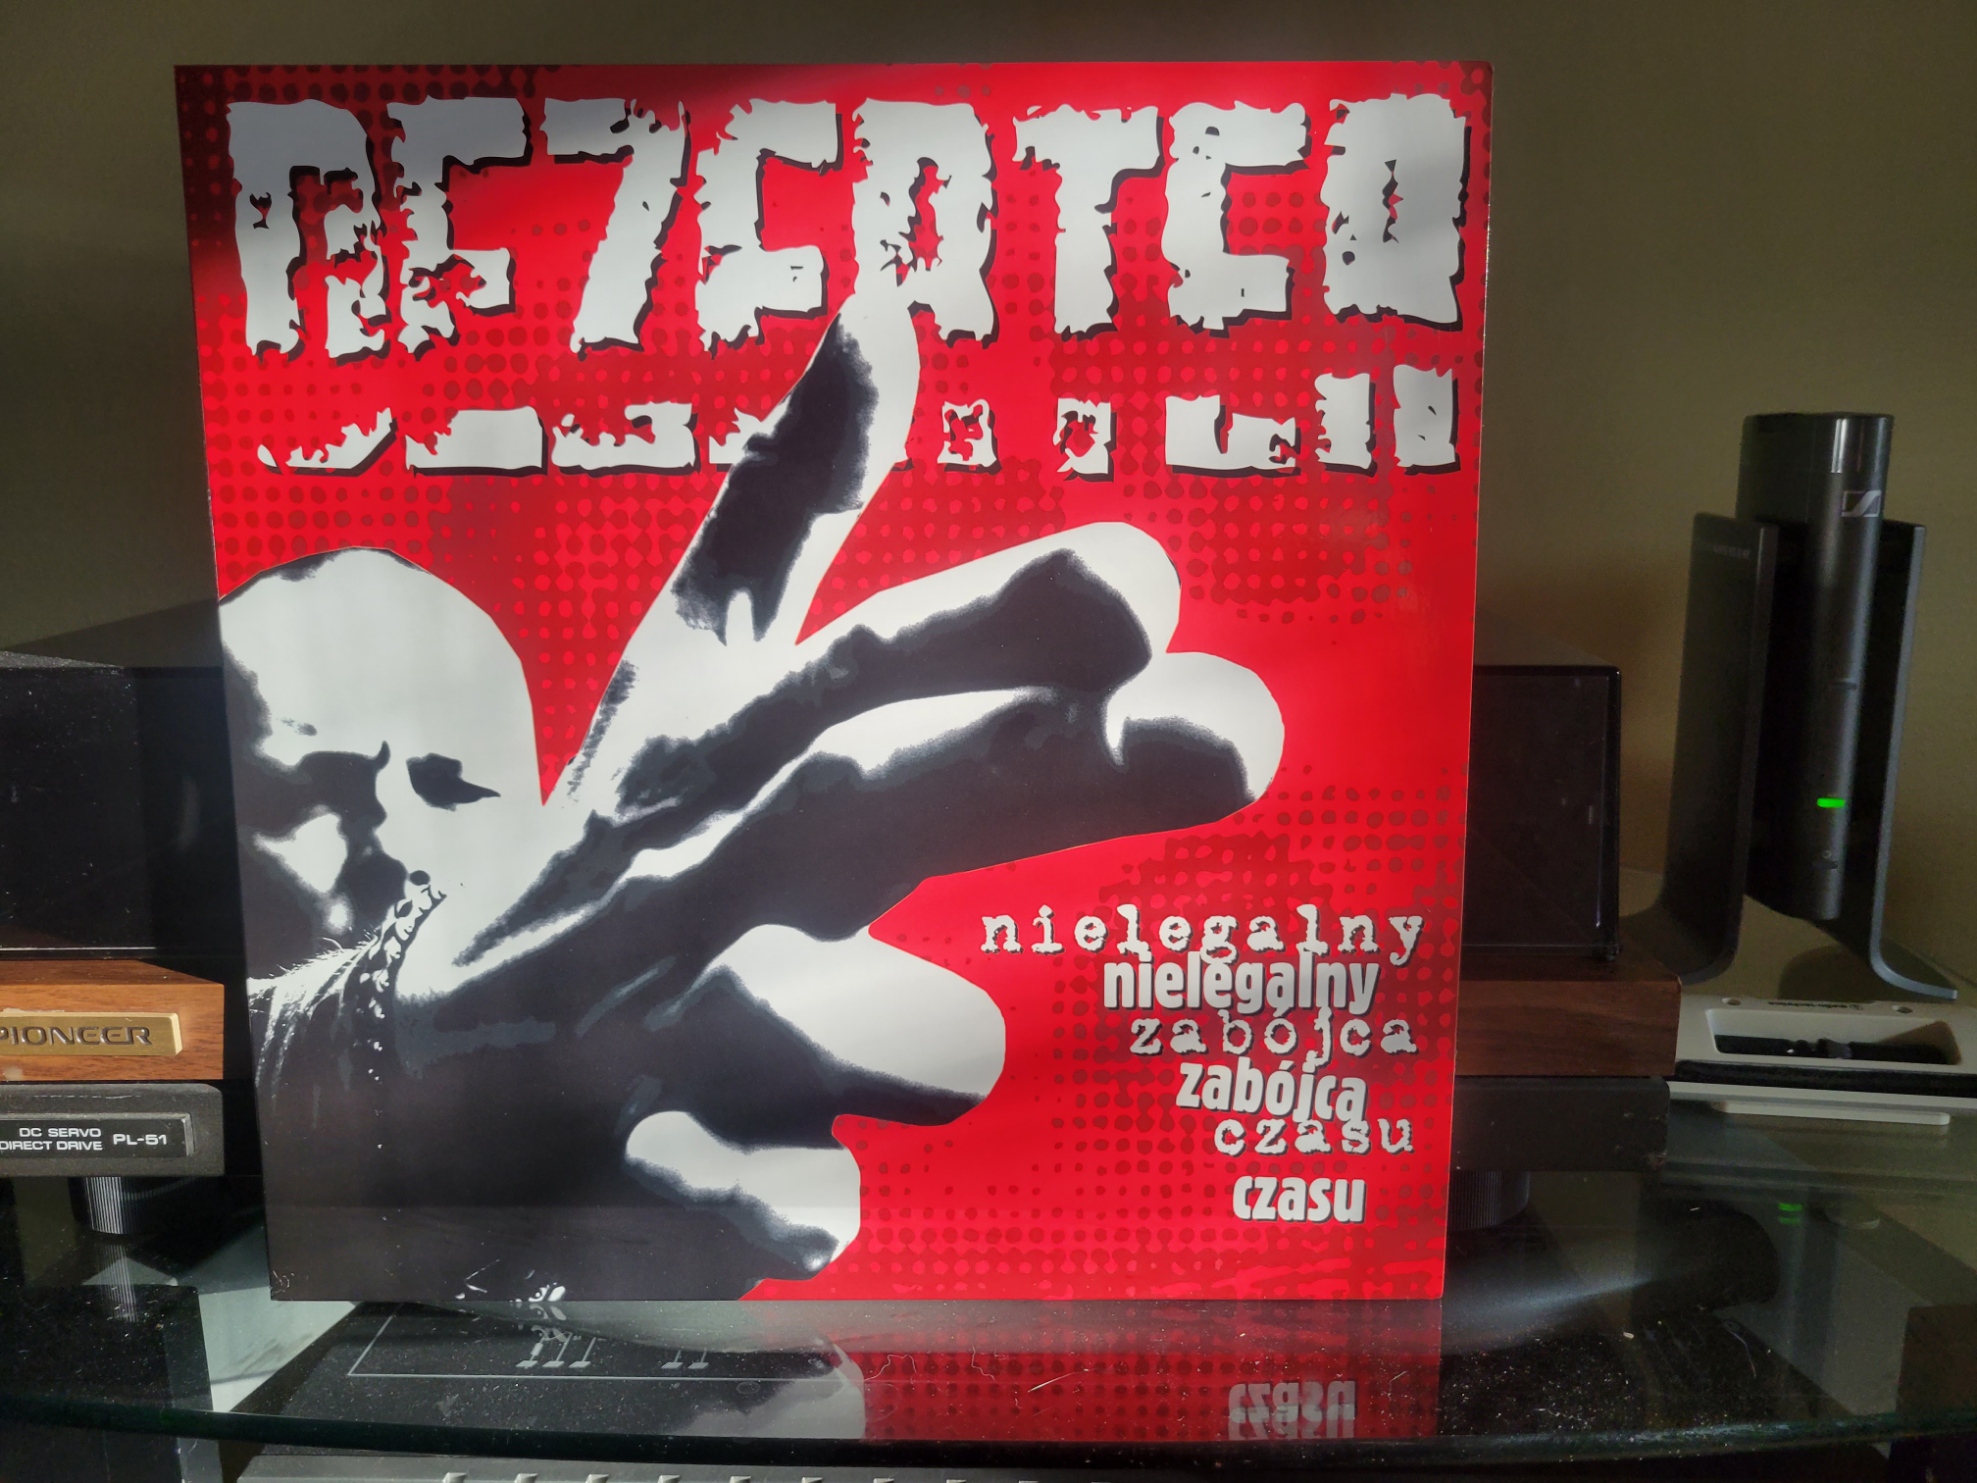 DEZERTER
nielegalny
nielegalny
zabójca
zabójca
czasu
czasu
PIONEER
DC SERVO
DIRECT DRIVE PL-51